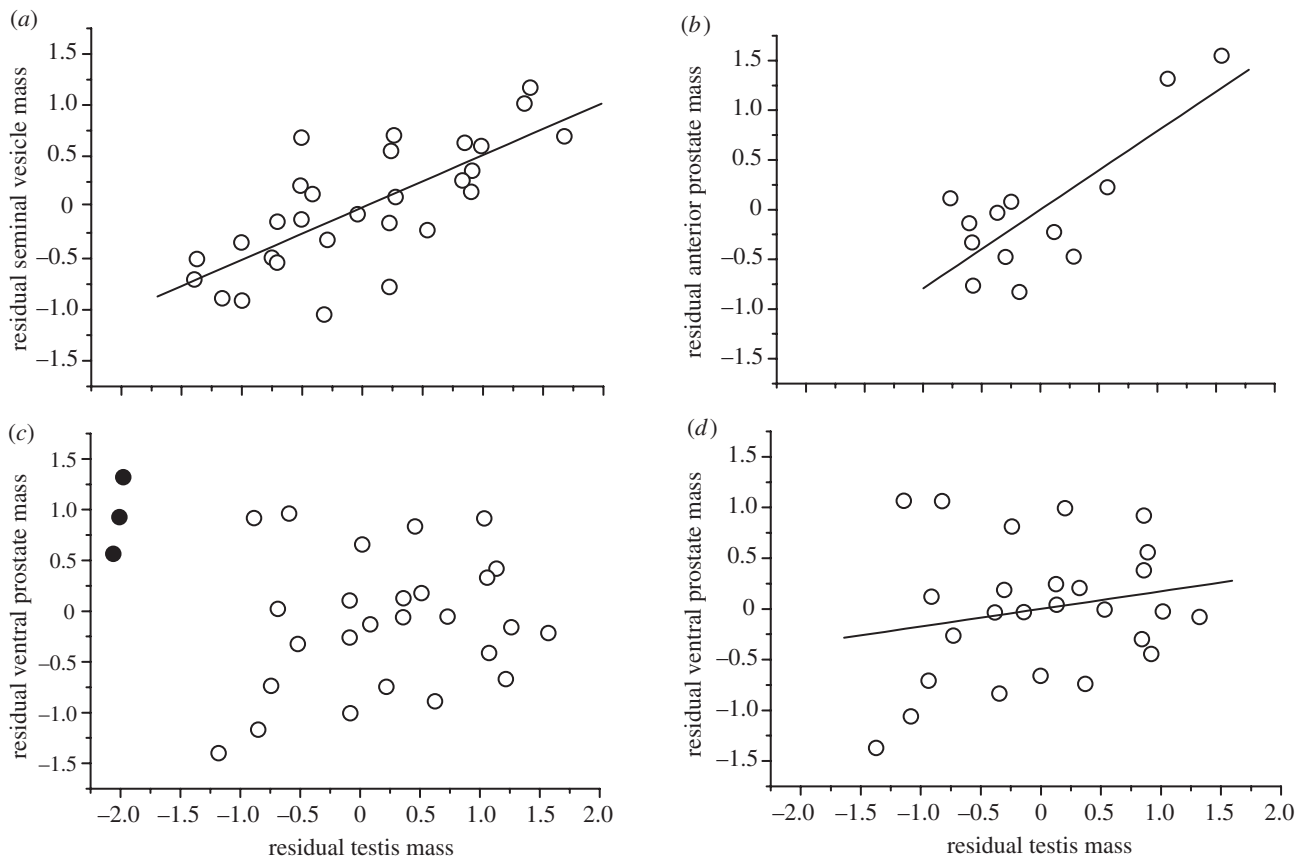 (a)
residual seminal vesicle mass
1.5
1.0
0.5
0
–0.5
–1.0
–1.5
(b)
residual anterior prostate mass
1.5
1.0
0.5
0
–0.5
–1.0
–1.5
(c)
residual ventral prostate mass
1.5
1.0
0.5
0
–0.5
–1.0
–1.5
–2.0 –1.5 –1.0 –0.5 0 0.5 1.0 1.5 2.0
residual testis mass
(d)
residual ventral prostate mass
1.5
1.0
0.5
0
–0.5
–1.0
–1.5
–2.0 –1.5 –1.0 –0.5 0 0.5 1.0 1.5 2.0
residual testis mass